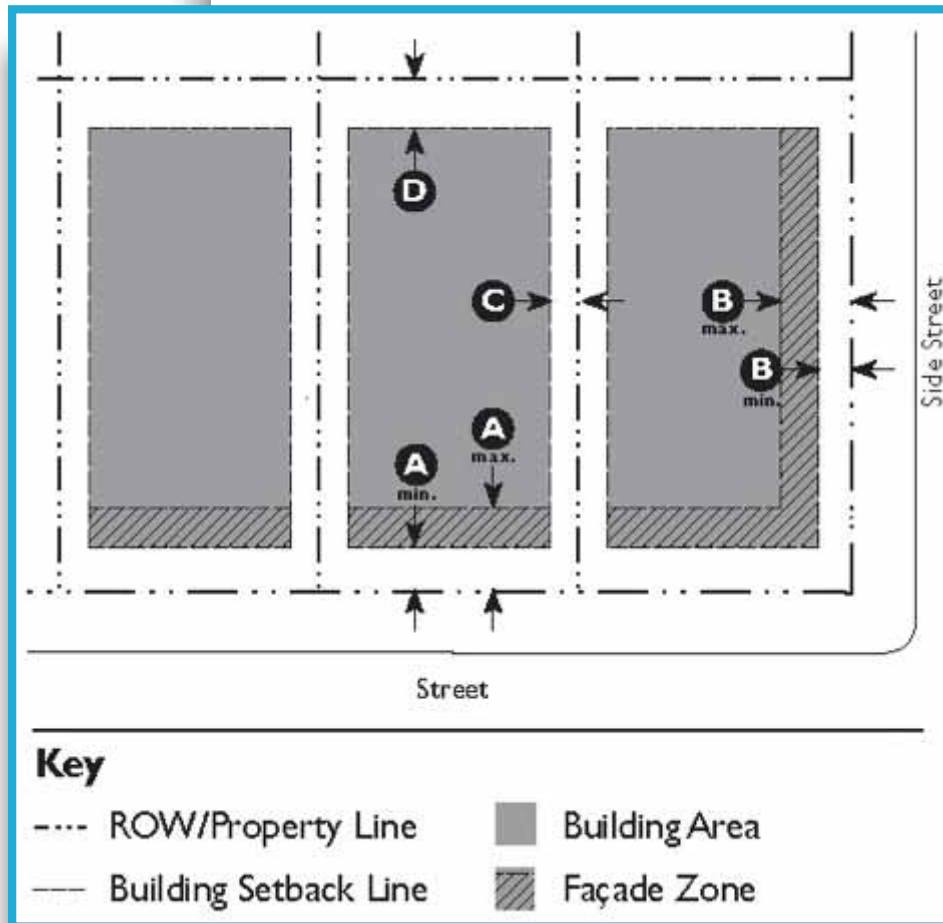 D
C
B
max.
B
min.
A
max.
A
min.
Side Street
Street
Key
ROW/Property Line
Building Area
Building Setback Line
Façade Zone